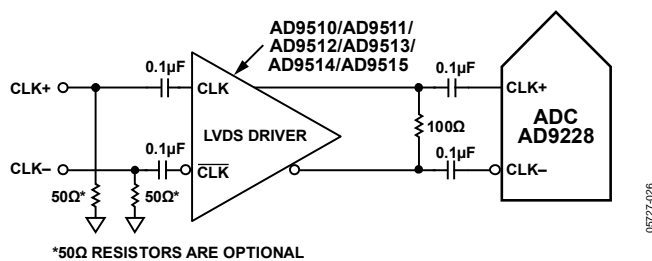 AD9510/AD9511/
AD9512/AD9513/
AD9514/AD9515
0.1µF
CLK+
CLK
LVDS DRIVER
0.1µF
CLK–
CLK
50Ω*
50Ω*
100Ω
0.1µF
CLK+
ADC
AD9228
0.1µF
CLK–
*50Ω RESISTORS ARE OPTIONAL
05727-026